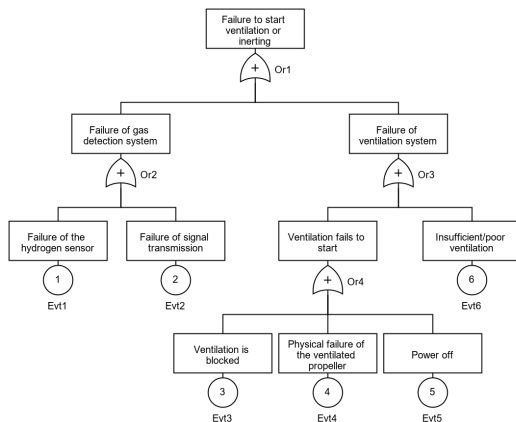 Failure to start
ventilation or
inerting
+
Or1
Failure of gas
detection system
Failure of
ventilation system
+
Or2
+
Or3
Failure of the
hydrogen sensor
Failure of signal
transmission
Ventilation fails to
start
Insufficient/poor
ventilation
1
2
+
Or4
6
Evt1
Evt2
Evt6
Ventilation is
blocked
Physical failure of
the ventilated
propeller
Power off
3
4
5
Evt3
Evt4
Evt5